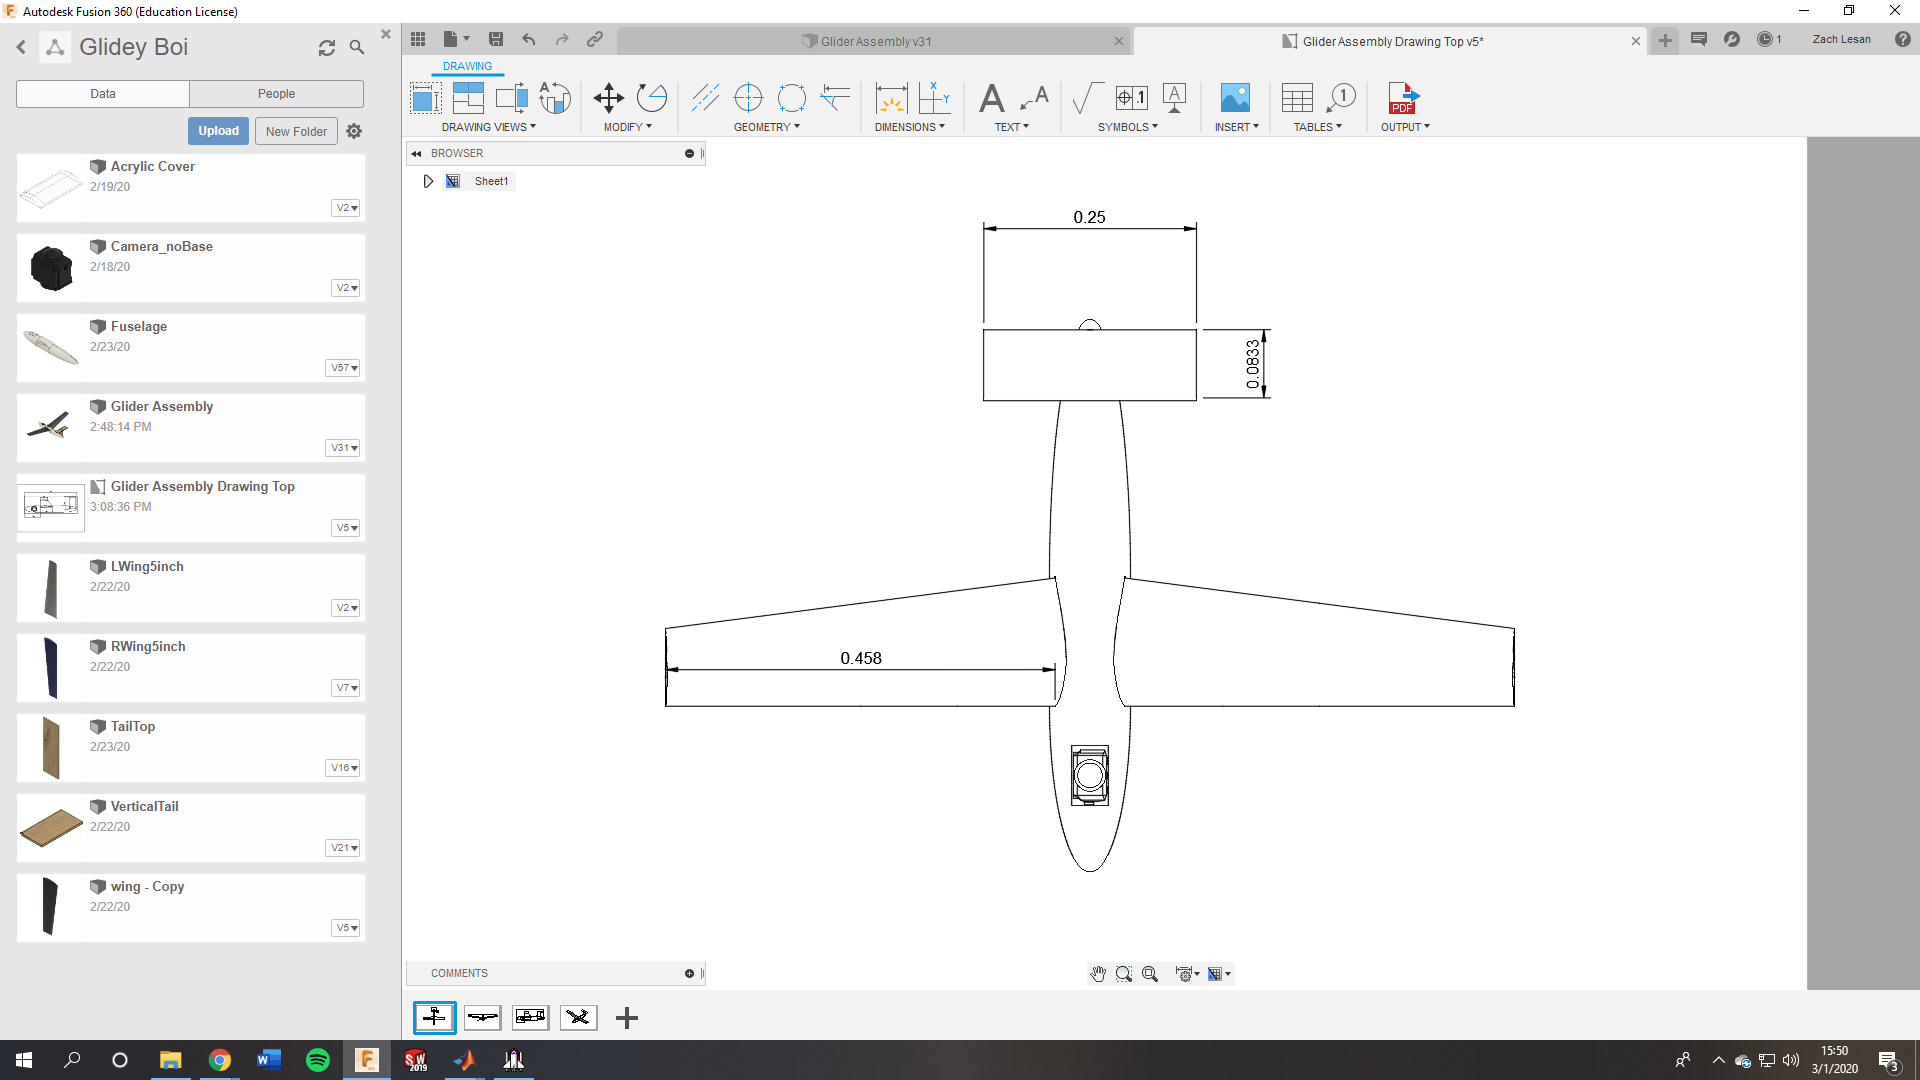 Autodesk Fusion 360 (Education License)
Glidey Boi
Data
People
Upload
New Folder
Acrylic Cover
2/19/20
V2
Camera_noBase
2/18/20
V2
Fuselage
2/23/20
V57
Glider Assembly
2:48:14 PM
V31
Glider Assembly Drawing Top
3:08:36 PM
V5
LWing5inch
2/22/20
V2
RWing5inch
2/22/20
V7
TailTop
2/23/20
V16
VerticalTail
2/22/20
V21
wing - Copy
2/22/20
V5
Glider Assembly v31
Glider Assembly Drawing Top v5*
1
Zach Lesan
DRAWING
DRAWING VIEWS
MODIFY
GEOMETRY
DIMENSIONS
TEXT
SYMBOLS
INSERT
TABLES
OUTPUT
BROWSER
Sheet1
0.25
0.0833
0.458
COMMENTS
15:50
3/1/2020
3